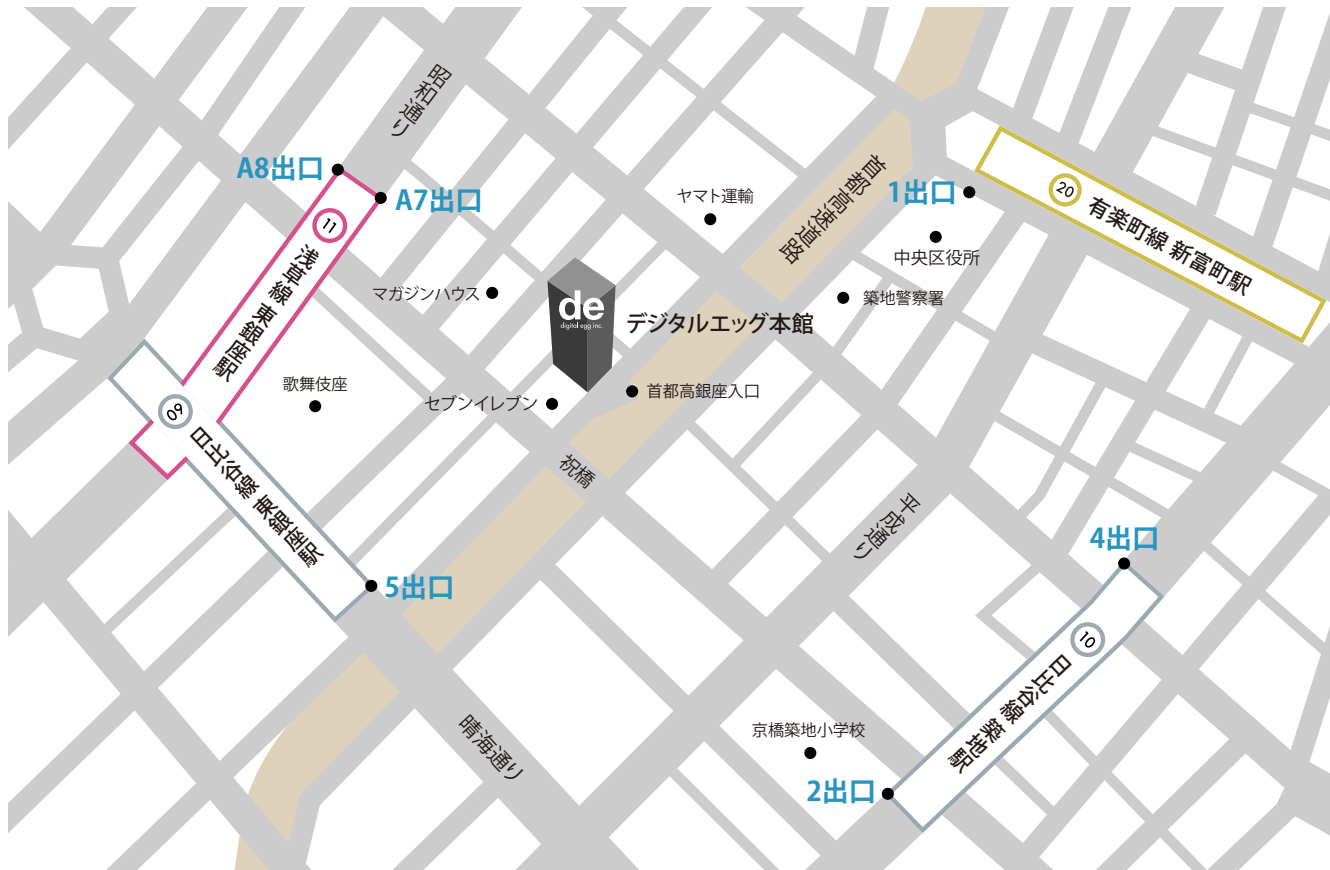 昭和通り
A8出口
A7出口
11
浅草線 東銀座駅
ヤマト運輸
首都高速道路
1出口
20
有楽町線 新富町駅
中央区役所
マガジンハウス
de
digital egg inc.
デジタルエッグ本館
築地警察署
歌舞伎座
セブンイレブン
首都高銀座入口
09
日比谷線 東銀座駅
祝橋
平成通り
5出口
4出口
10
日比谷線 築地駅
晴海通り
京橋築地小学校
2出口